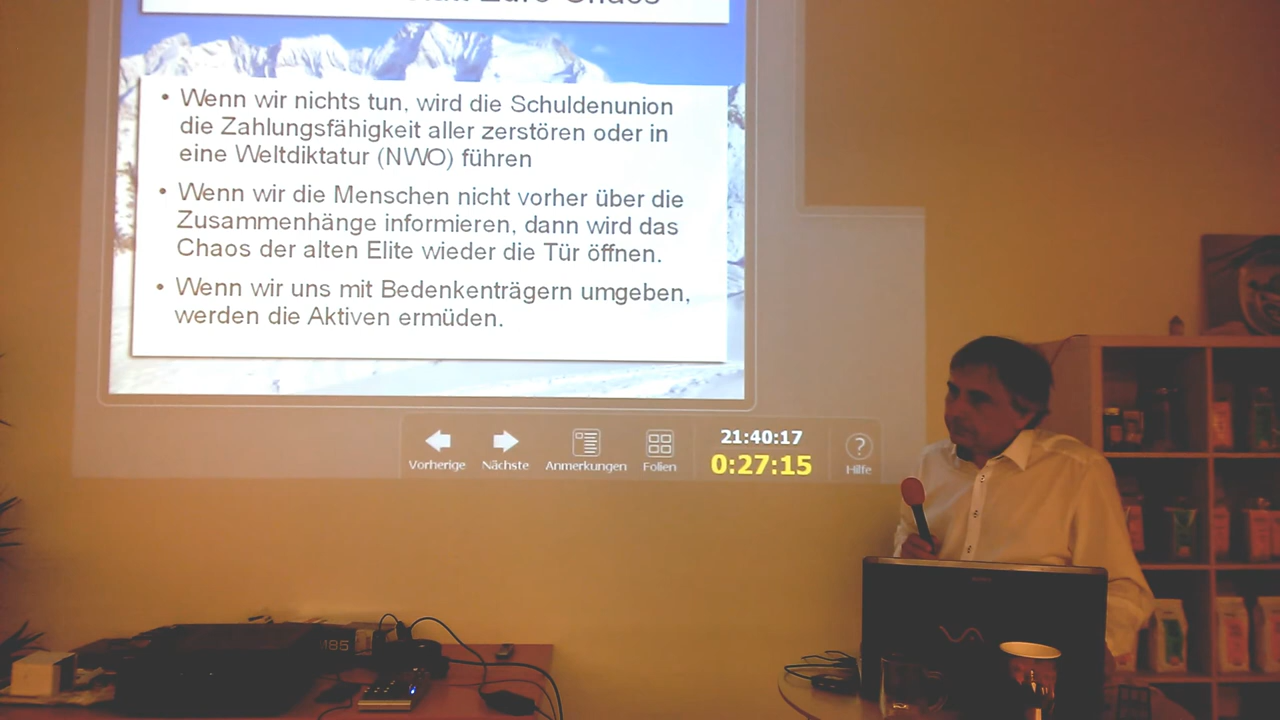 Euro Chaos
• Wenn wir nichts tun, wird die Schuldenunion
die Zahlungsfähigkeit aller zerstören oder in
eine Weltdiktatur (NWO) führen
• Wenn wir die Menschen nicht vorher über die
Zusammenhänge informieren, dann wird das
Chaos der alten Elite wieder die Tür öffnen.
• Wenn wir uns mit Bedenkenträgern umgeben,
werden die Aktiven ermüden.
Vorherige
Nächste
Anmerkungen
Folien
21:40:17
0:27:15
?
Hilfe